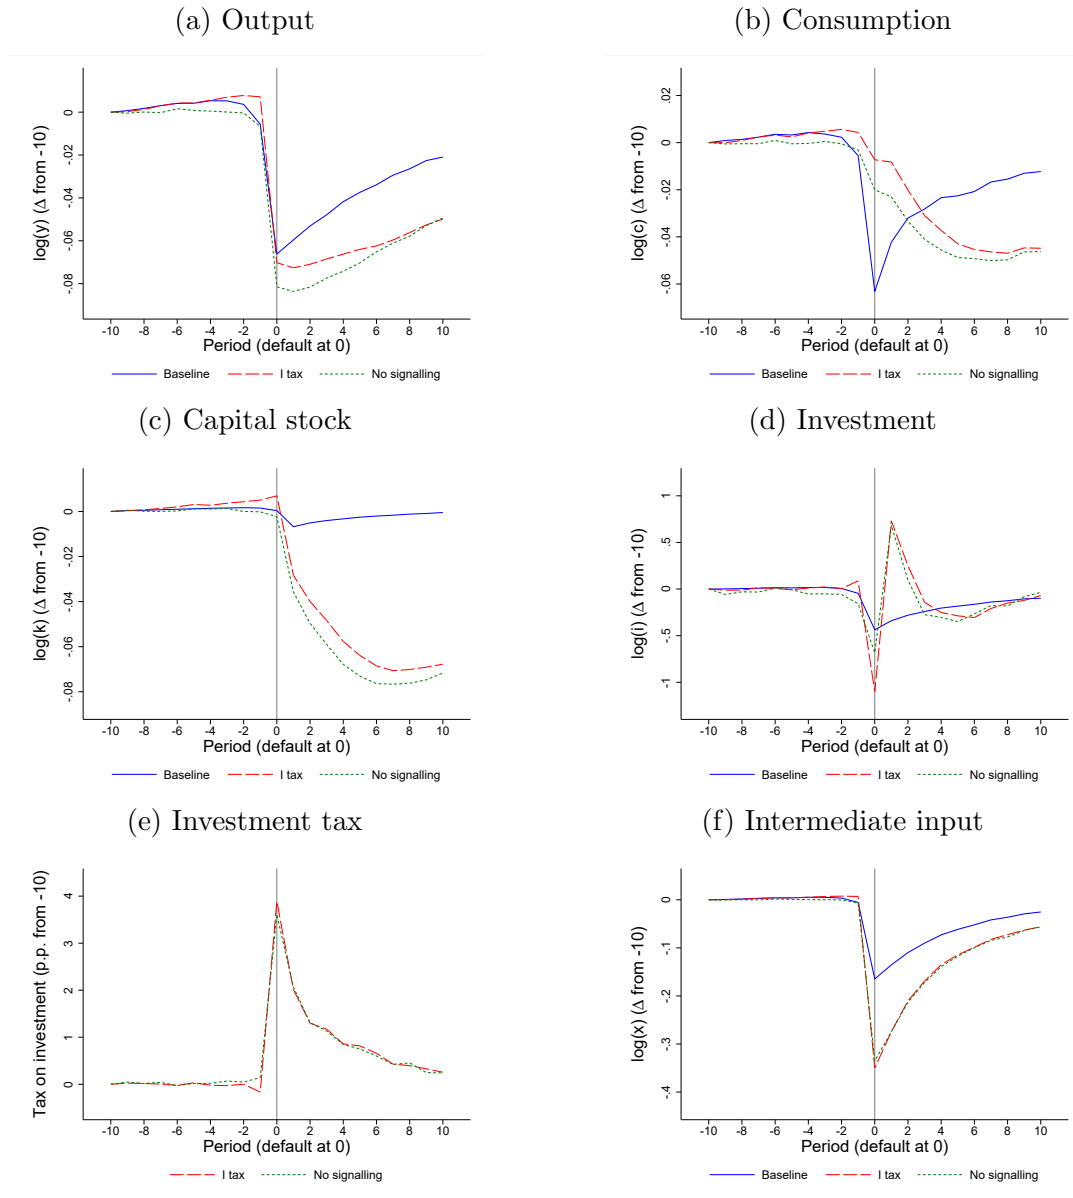 (a) Output
(b) Consumption
log(y) (Δ from -10)
0
-.02
-.04
-.06
-.08
-10 -8 -6 -4 -2 0 2 4 6 8 10
Period (default at 0)
Baseline I tax No signalling
log(c) (Δ from -10)
.02
0
-.02
-.04
-.06
-10 -8 -6 -4 -2 0 2 4 6 8 10
Period (default at 0)
Baseline I tax No signalling
(c) Capital stock
(d) Investment
log(k) (Δ from -10)
0
-.02
-.04
-.06
-.08
-10 -8 -6 -4 -2 0 2 4 6 8 10
Period (default at 0)
Baseline I tax No signalling
log(i) (Δ from -10)
1
.5
0
-.5
-1
-10 -8 -6 -4 -2 0 2 4 6 8 10
Period (default at 0)
Baseline I tax No signalling
(e) Investment tax
(f) Intermediate input
Tax on investment (p.p. from -10)
4
3
2
1
0
-10 -8 -6 -4 -2 0 2 4 6 8 10
Period (default at 0)
I tax No signalling
log(x) (Δ from -10)
0
-.1
-.2
-.3
-.4
-10 -8 -6 -4 -2 0 2 4 6 8 10
Period (default at 0)
Baseline I tax No signalling